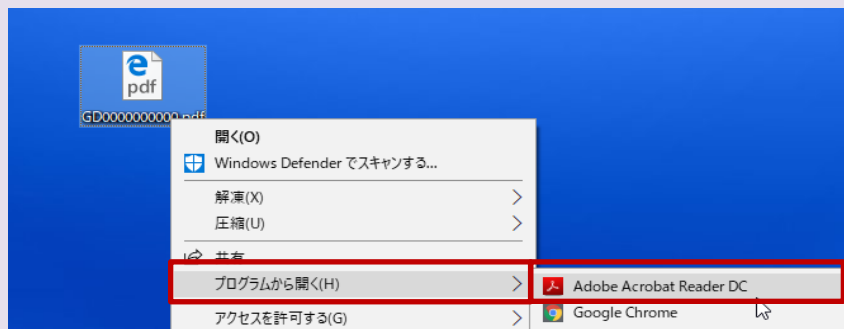 pdf
GD0000000000.pdf
開く(O)
Windows Defender でスキャンする...
解凍(X)
圧縮(U)
共有
プログラムから開く(H)
Adobe Acrobat Reader DC
Google Chrome
アクセスを許可する(G)